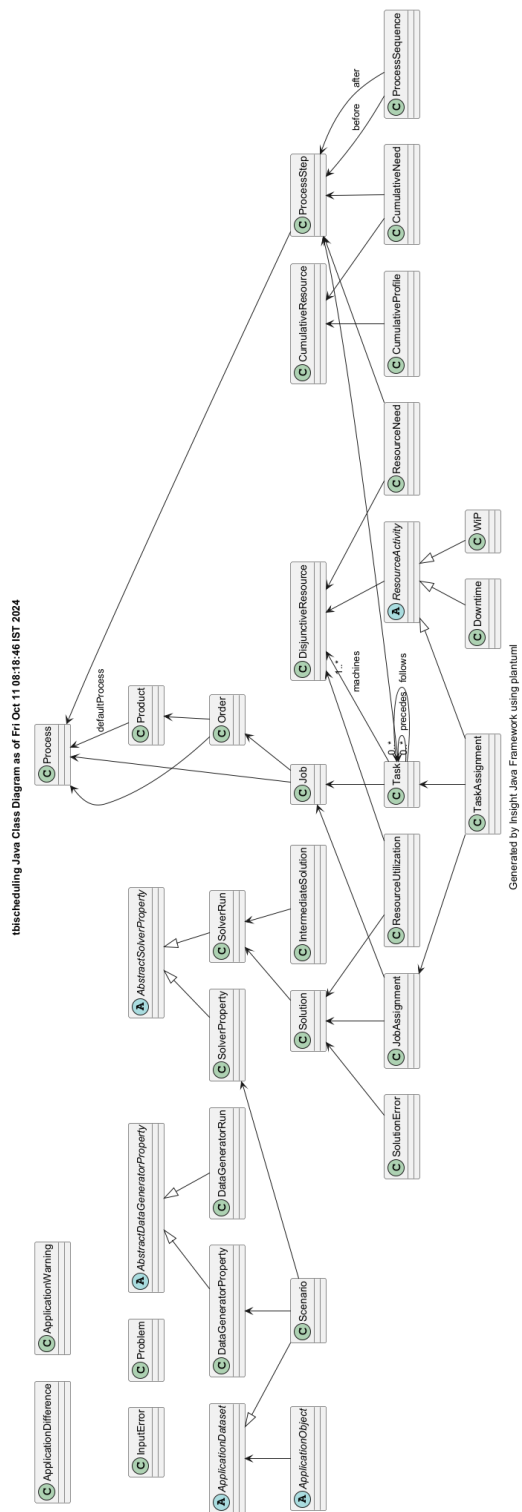 tbischeduling Java Class Diagram as of Fri Oct 11 08:18:46 IST 2024
C ApplicationDifference
C ApplicationWarning
C Process
C InputError
C Problem
A AbstractDataGeneratorProperty
A AbstractSolverProperty
defaultProcess
C Product
A ApplicationDataset
C DataGeneratorProperty
C DataGeneratorRun
C SolverProperty
C SolverRun
C Order
A ApplicationObject
C Scenario
C Solution
C IntermediateSolution
C Job
C DisjunctiveResource
C CumulativeResource
C ProcessStep
1..*
machines
before
after
C SolutionError
C JobAssignment
C ResourceUtilization
C Task
0..*
0..*
precedes
follows
A ResourceActivity
C ResourceNeed
C CumulativeProfile
C CumulativeNeed
C ProcessSequence
C TaskAssignment
C Downtime
C WiP
Generated by Insight Java Framework using plantuml